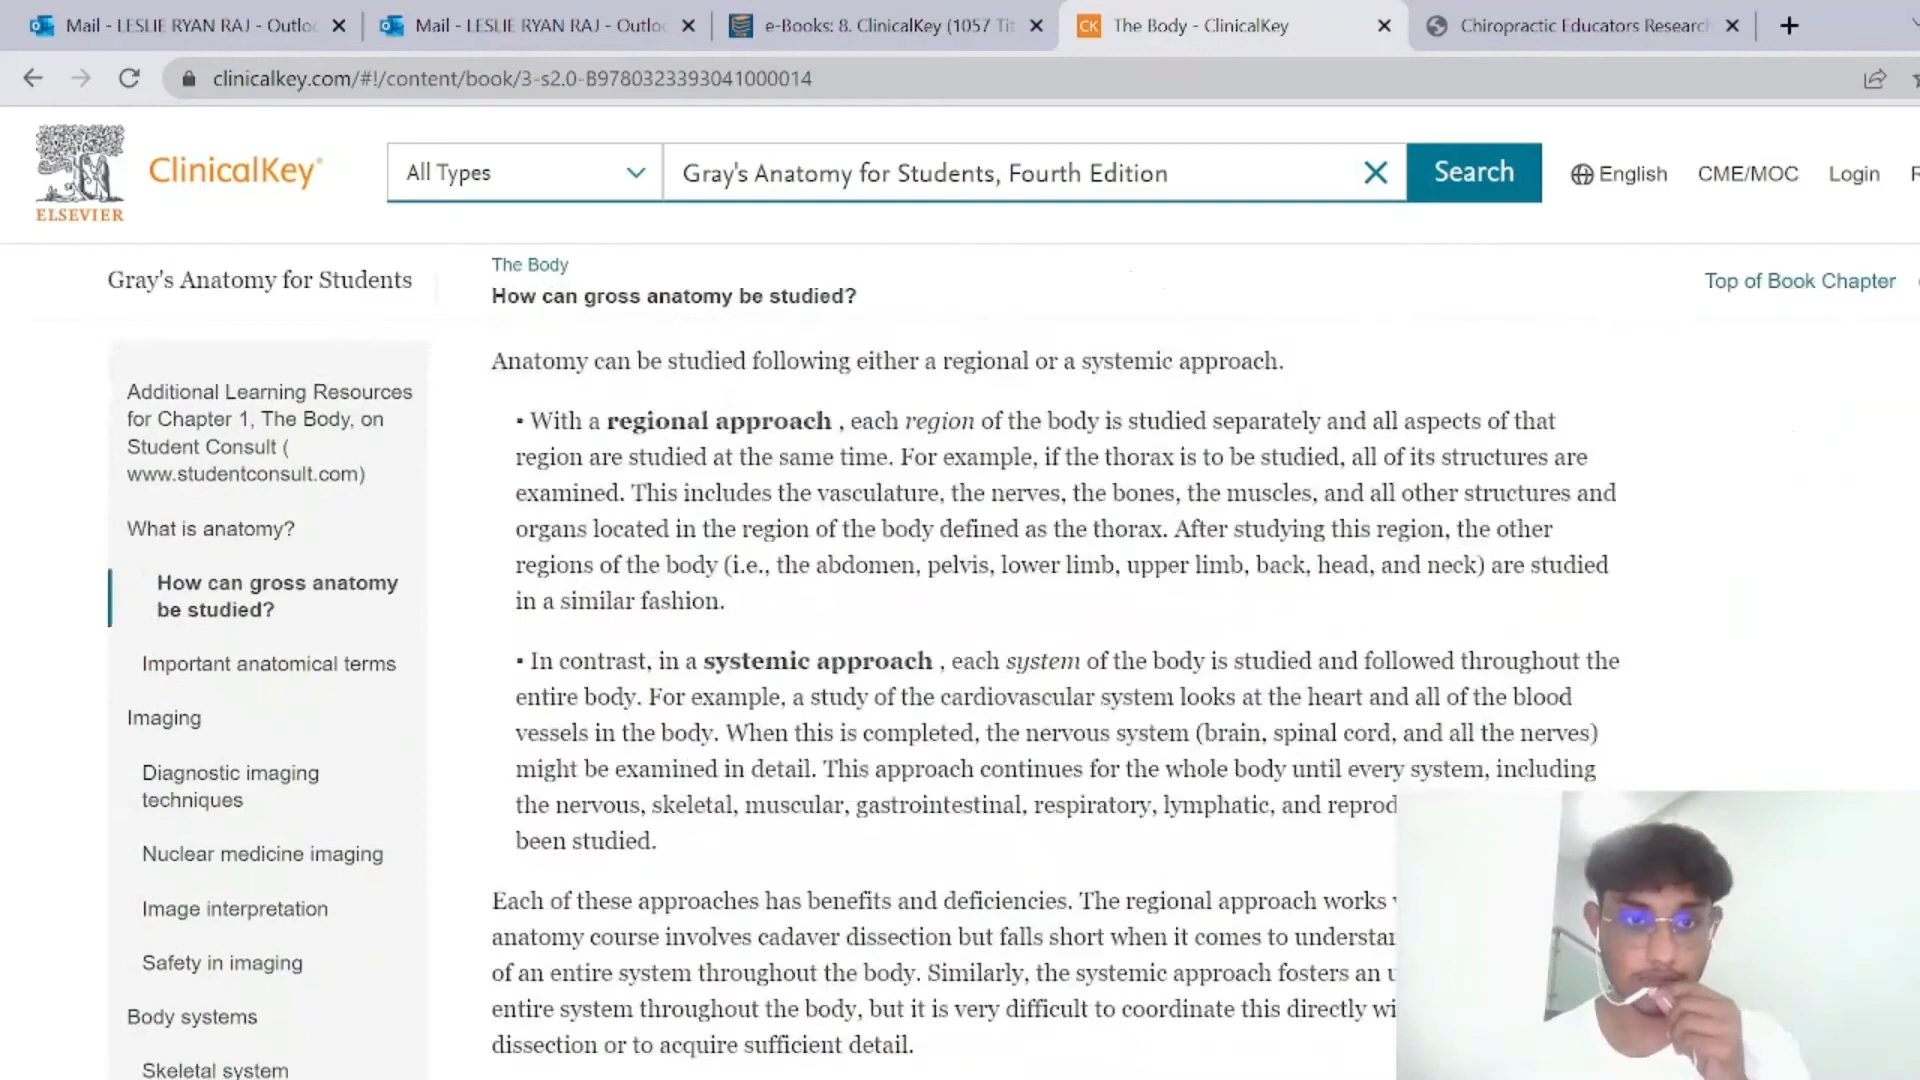 Mail - LESLIE RYAN RAJ - Outlo
Mail - LESLIE RYAN RAJ - Outlo
e-Books: 8. ClinicalKey (1057 Tit
CK The Body - ClinicalKey
Chiropractic Educators Research
clinicalkey.com/#!/content/book/3-s2.0-B9780323393041000014
ELSEVIER
ClinicalKey®
All Types
Gray's Anatomy for Students, Fourth Edition
Search
English
CME/MOC
Login
Gray's Anatomy for Students
The Body
How can gross anatomy be studied?
Top of Book Chapter
Additional Learning Resources
for Chapter 1, The Body, on
Student Consult (
www.studentconsult.com)
What is anatomy?
How can gross anatomy
be studied?
Important anatomical terms
Imaging
Diagnostic imaging
techniques
Nuclear medicine imaging
Image interpretation
Safety in imaging
Body systems
Skeletal system
Anatomy can be studied following either a regional or a systemic approach.
▪ With a regional approach , each region of the body is studied separately and all aspects of that
region are studied at the same time. For example, if the thorax is to be studied, all of its structures are
examined. This includes the vasculature, the nerves, the bones, the muscles, and all other structures and
organs located in the region of the body defined as the thorax. After studying this region, the other
regions of the body (i.e., the abdomen, pelvis, lower limb, upper limb, back, head, and neck) are studied
in a similar fashion.
▪ In contrast, in a systemic approach , each system of the body is studied and followed throughout the
entire body. For example, a study of the cardiovascular system looks at the heart and all of the blood
vessels in the body. When this is completed, the nervous system (brain, spinal cord, and all the nerves)
might be examined in detail. This approach continues for the whole body until every system, including
the nervous, skeletal, muscular, gastrointestinal, respiratory, lymphatic, and reprod
been studied.
Each of these approaches has benefits and deficiencies. The regional approach works
anatomy course involves cadaver dissection but falls short when it comes to understan
of an entire system throughout the body. Similarly, the systemic approach fosters an u
entire system throughout the body, but it is very difficult to coordinate this directly wi
dissection or to acquire sufficient detail.